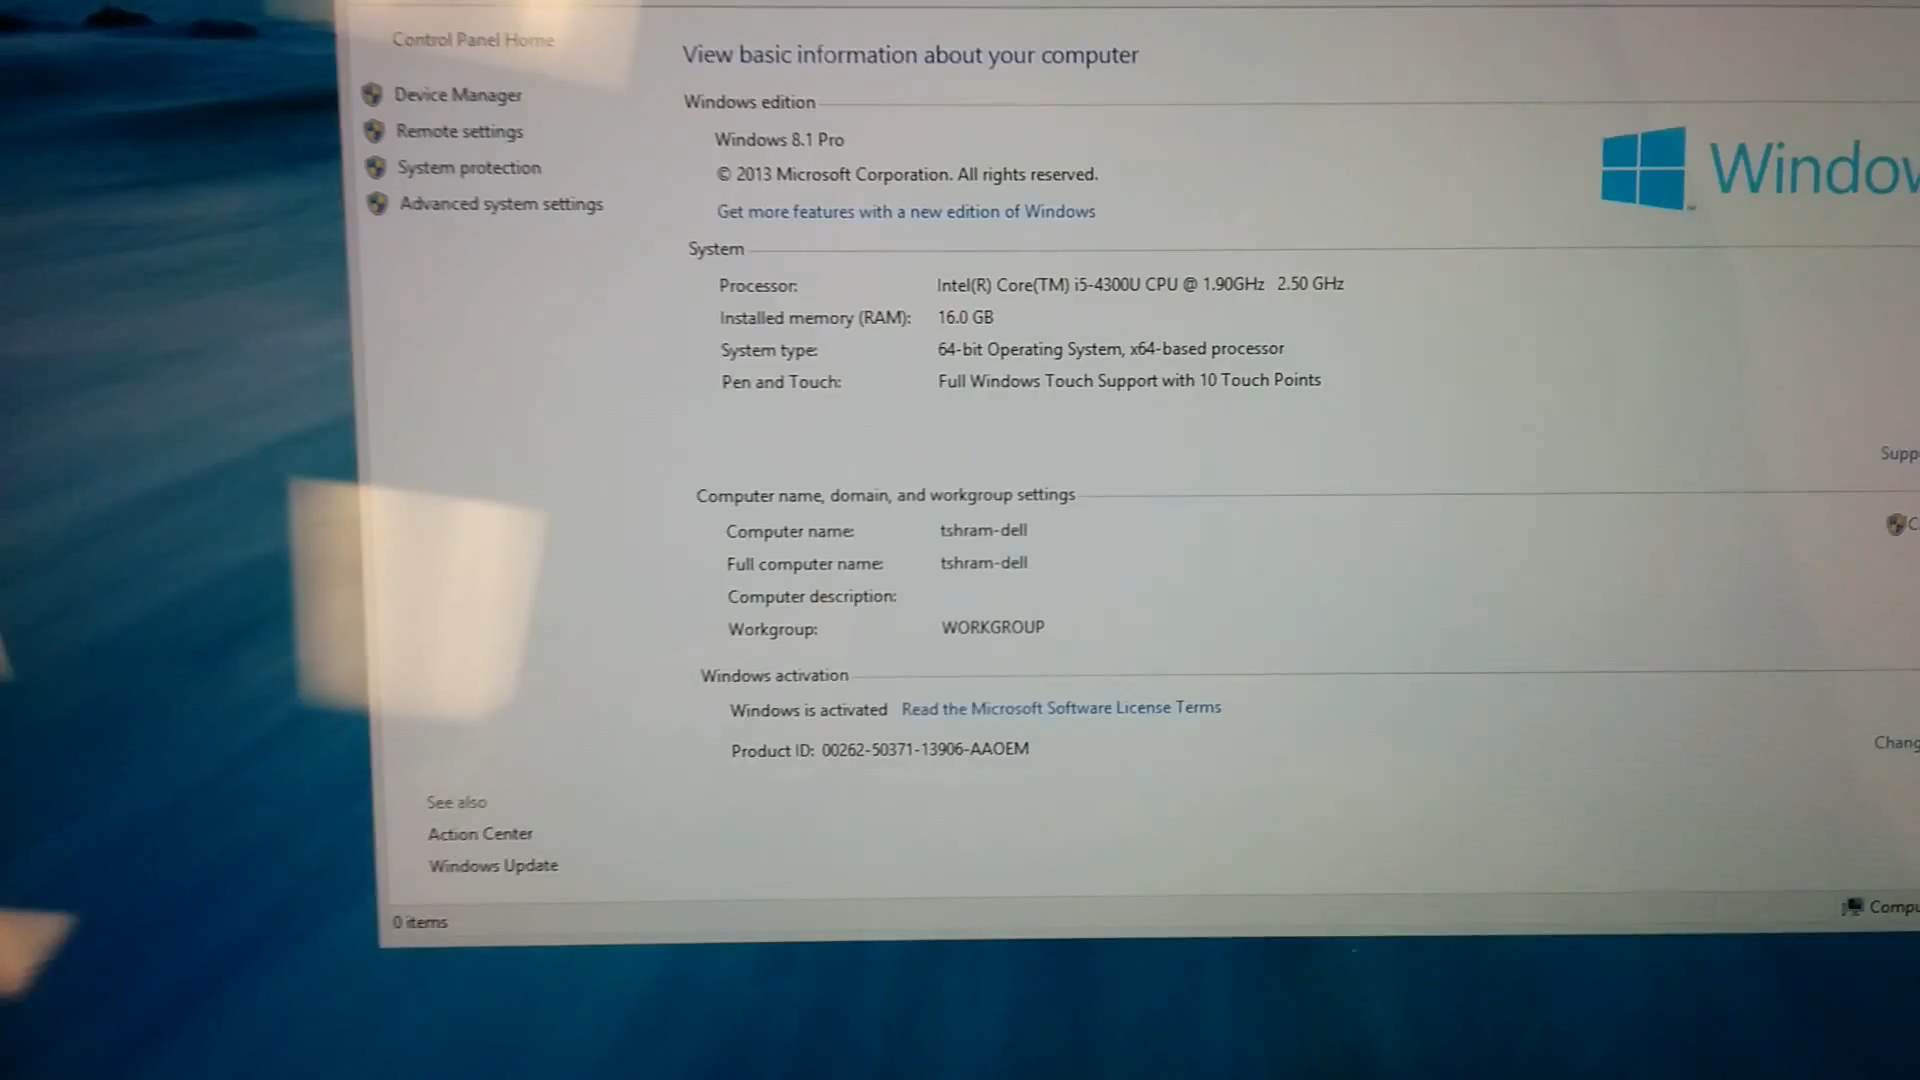 Control Panel Home
Device Manager
Remote settings
System protection
Advanced system settings
View basic information about your computer
Windows edition
Windows 8.1 Pro
© 2013 Microsoft Corporation. All rights reserved.
Get more features with a new edition of Windows
System
Processor: Intel(R) Core(TM) i5-4300U CPU @ 1.90GHz 2.50 GHz
Installed memory (RAM): 16.0 GB
System type: 64-bit Operating System, x64-based processor
Pen and Touch: Full Windows Touch Support with 10 Touch Points
Computer name, domain, and workgroup settings
Computer name: tshram-dell
Full computer name: tshram-dell
Computer description:
Workgroup: WORKGROUP
Windows activation
Windows is activated Read the Microsoft Software License Terms
Product ID: 00262-50371-13906-AAOEM
See also
Action Center
Windows Update
0 items